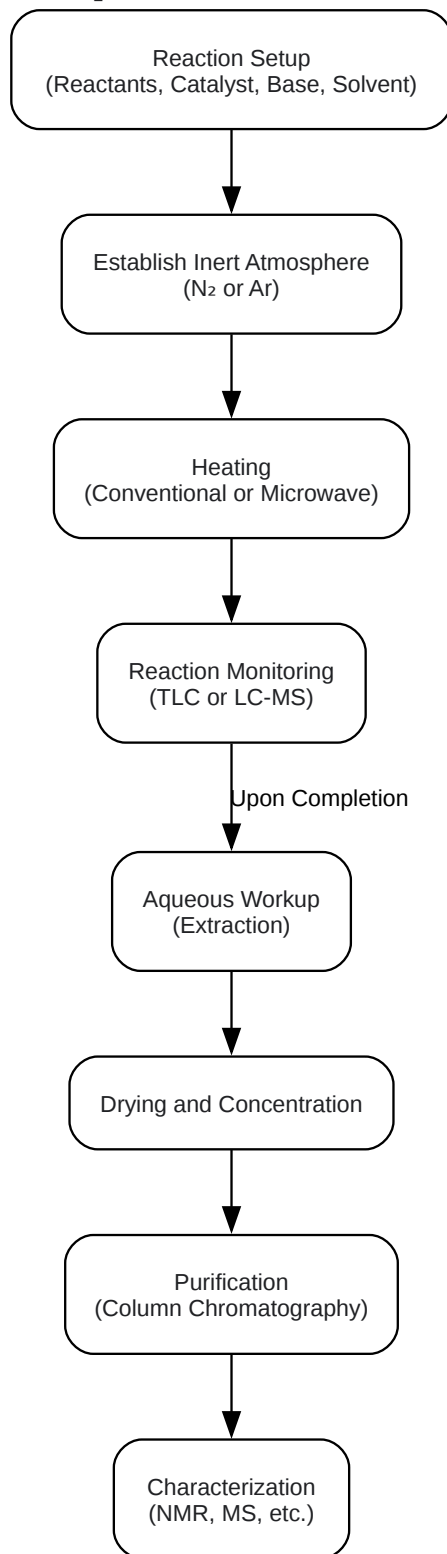 Reaction Setup
(Reactants, Catalyst, Base, Solvent)
Establish Inert Atmosphere
(N₂ or Ar)
Heating
(Conventional or Microwave)
Reaction Monitoring
(TLC or LC-MS)
Upon Completion
Aqueous Workup
(Extraction)
Drying and Concentration
Purification
(Column Chromatography)
Characterization
(NMR, MS, etc.)